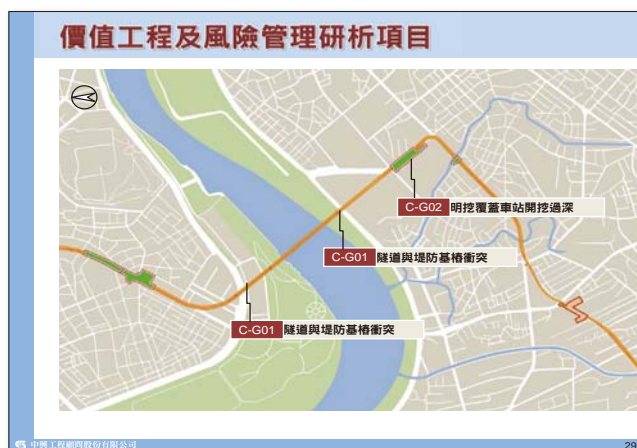 價值工程及風險管理研析項目
C-G02 明挖覆蓋車站開挖過深
C-G01 隧道與堤防基樁衝突
C-G01 隧道與堤防基樁衝突
中興工程顧問股份有限公司
29